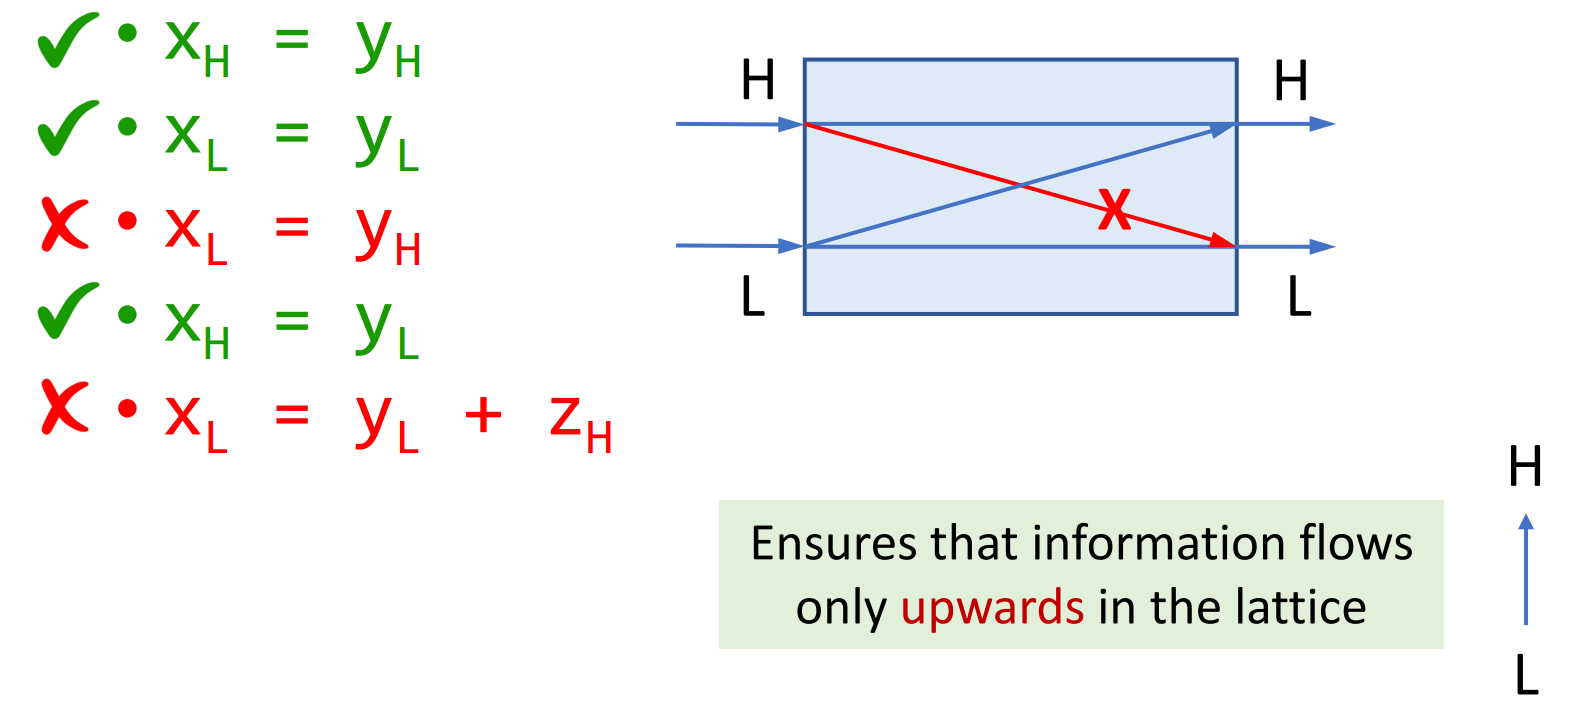 ✔ • x_H = y_H
✔ • x_L = y_L
✘ • x_L = y_H
✔ • x_H = y_L
✘ • x_L = y_L + z_H
H H
X
L L
H
Ensures that information flows
only upwards in the lattice
L